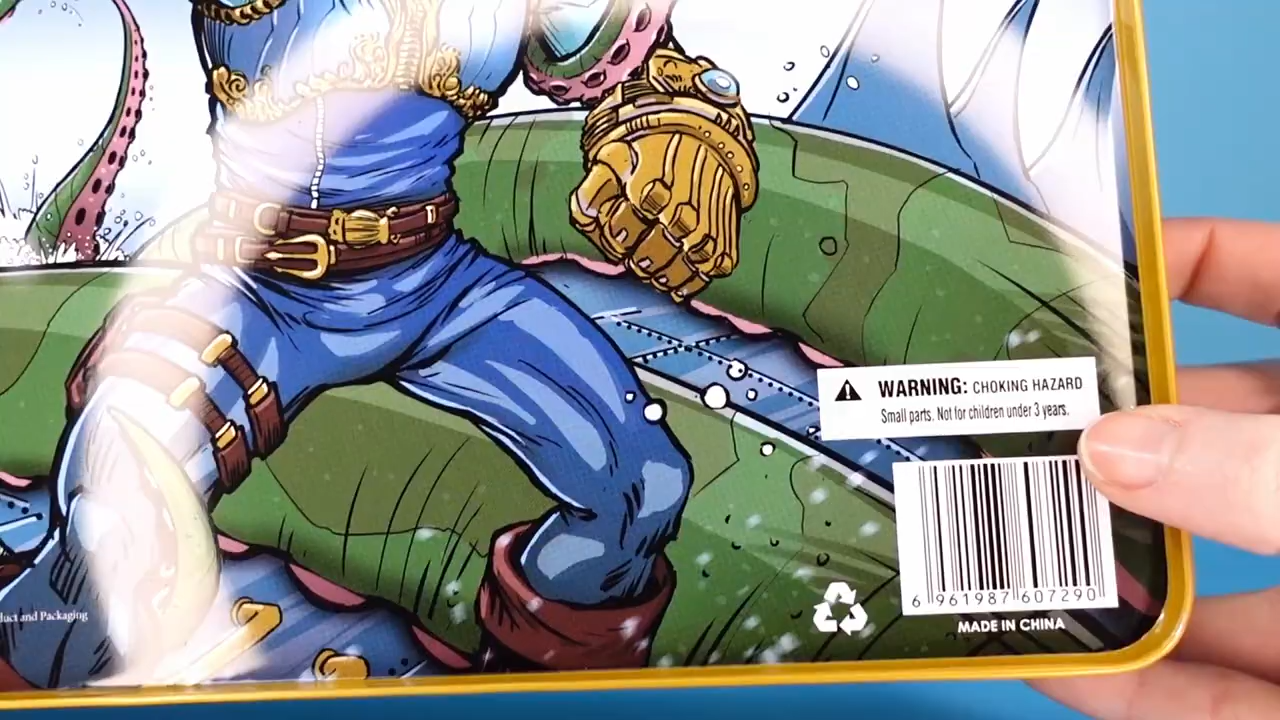 WARNING: CHOKING HAZARD
Small parts. Not for children under 3 years.
6 961987 607290
MADE IN CHINA
and Packaging